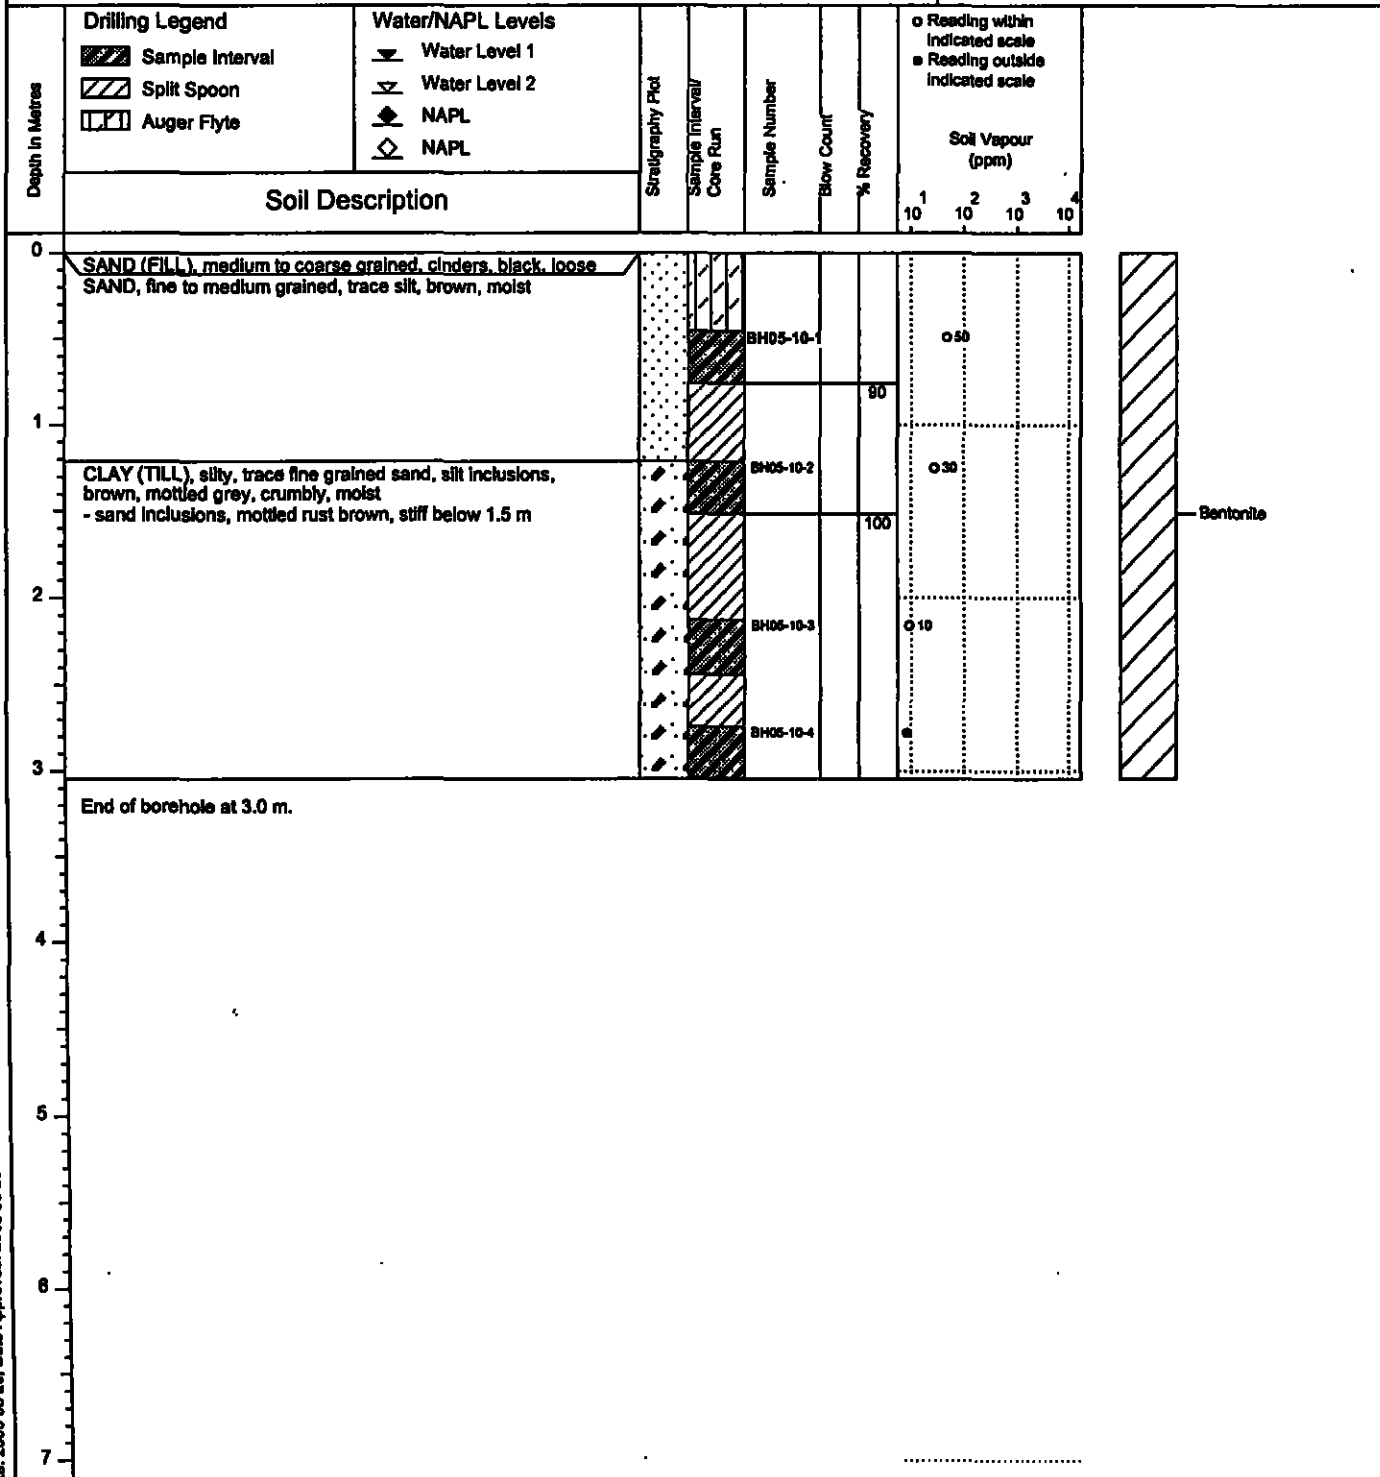 Drilling Legend
Sample Interval
Split Spoon
Auger Flyte
Water/NAPL Levels
Water Level 1
Water Level 2
NAPL
NAPL
Depth in Metres
Soil Description
Stratigraphy Plot
Sample Interval/
Core Run
Sample Number
Blow Count
% Recovery
Reading within
indicated scale
Reading outside
indicated scale
Soil Vapour
(ppm)
10^1 10^2 10^3 10^4
0
SAND (FILL), medium to coarse grained, cinders, black, loose
SAND, fine to medium grained, trace silt, brown, moist
BH05-10-1
50
90
1
CLAY (TILL), silty, trace fine grained sand, silt inclusions,
brown, mottled grey, crumbly, moist
- sand inclusions, mottled rust brown, stiff below 1.5 m
BH05-10-2
30
100
Bentonite
2
BH05-10-3
10
BH05-10-4
3
End of borehole at 3.0 m.
4
5
6
7